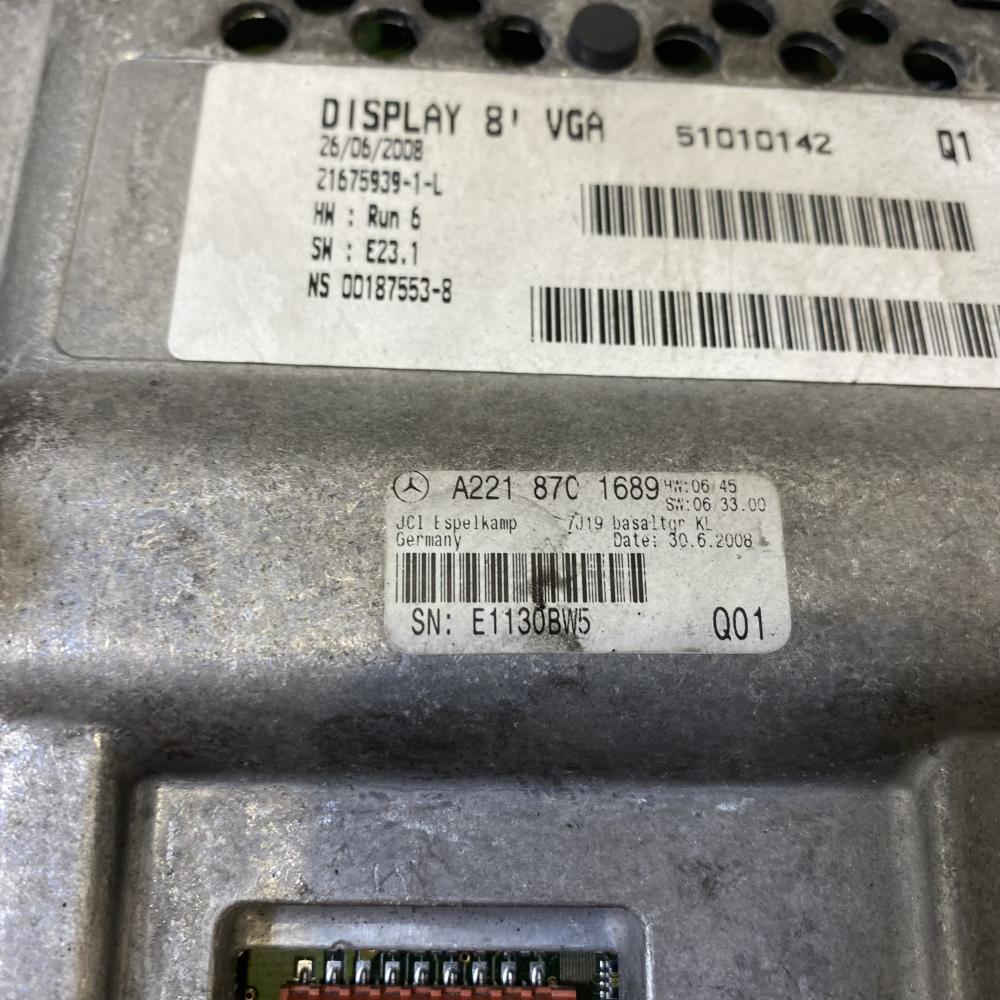 DISPLAY 8' VGA 51010142 Q1
26/06/2008
21675939-1-L
HW : Run 6
SW : E23.1
NS 00187553-8
A221 870 1689 HW:06/45
SW:06/33.00
JCI Espelkamp 7J19 basaltgr KL
Germany Date: 30.6.2008
SN: E1130BW5 Q01